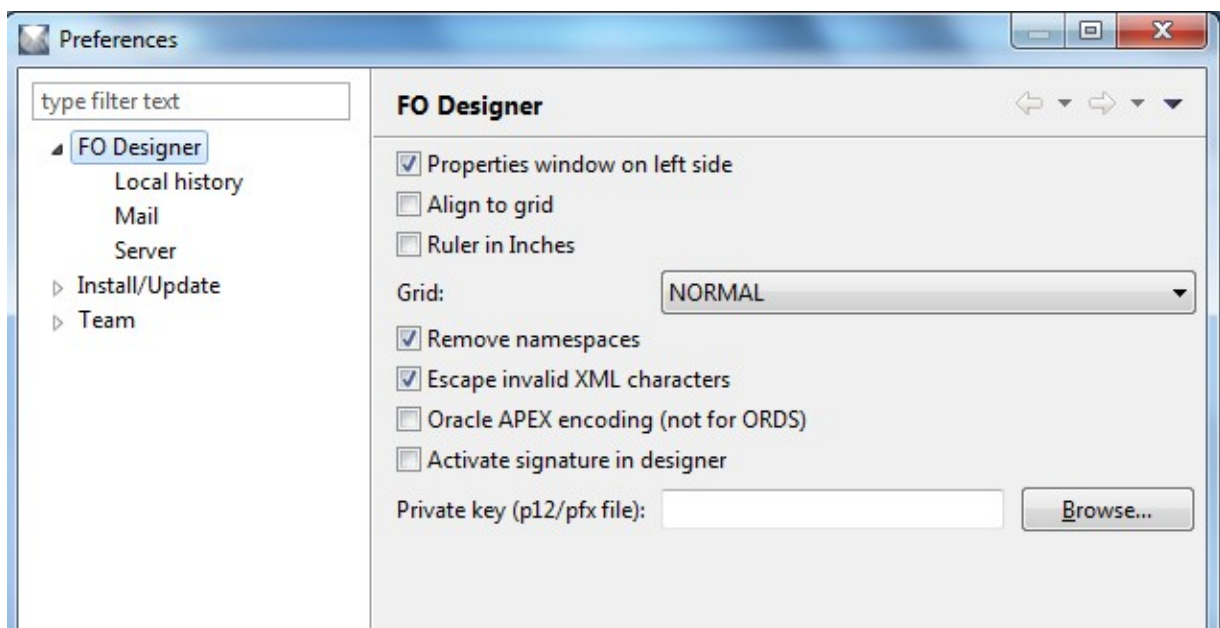 Preferences
type filter text
FO Designer
Local history
Mail
Server
Install/Update
Team
FO Designer
Properties window on left side
Align to grid
Ruler in Inches
Grid: NORMAL
Remove namespaces
Escape invalid XML characters
Oracle APEX encoding (not for ORDS)
Activate signature in designer
Private key (p12/pfx file): Browse...